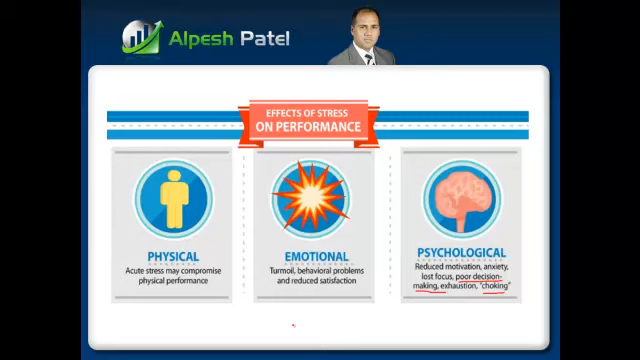 Alpesh Patel
EFFECTS OF STRESS
ON PERFORMANCE
PHYSICAL
Acute stress may compromise
physical performance
EMOTIONAL
Turmoil, behavioral problems
and reduced satisfaction
PSYCHOLOGICAL
Reduced motivation, anxiety,
lost focus, poor decision-
making, exhaustion, "choking"